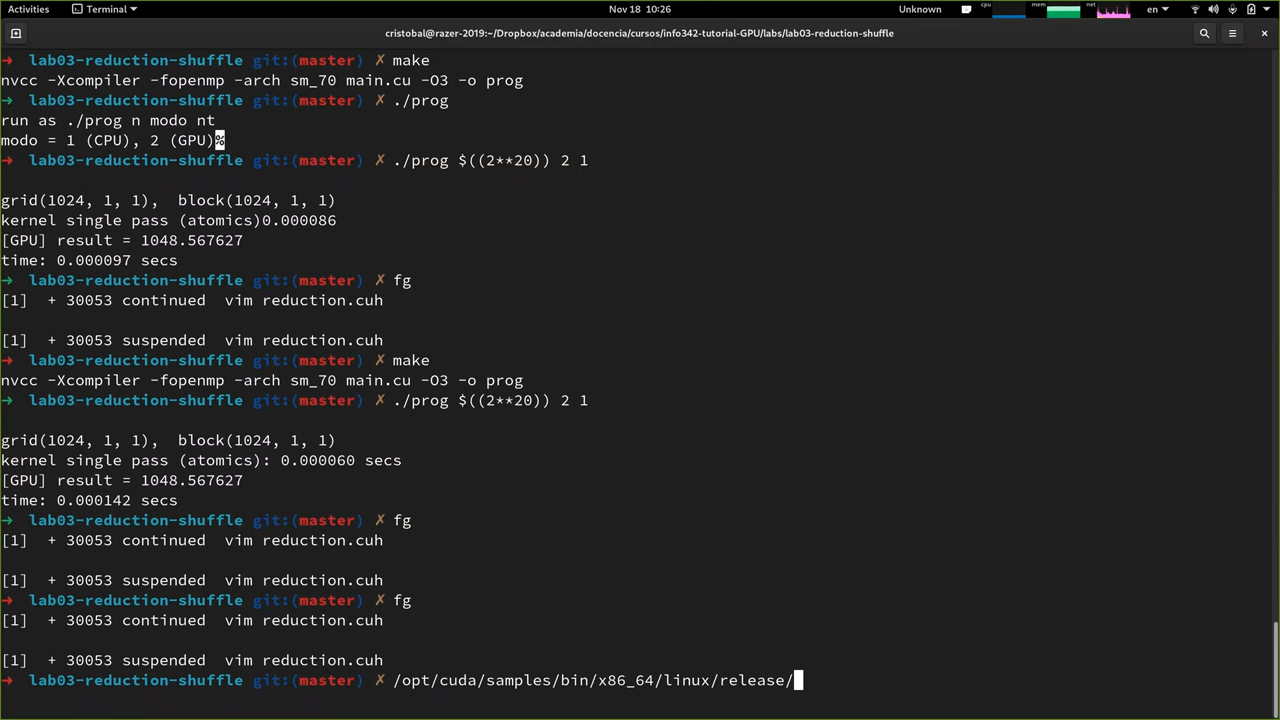 Activities Terminal Nov 18 10:26 Unknown cpu mem net en
cristobal@razer-2019:~/Dropbox/academia/docencia/cursos/info342-tutorial-GPU/labs/lab03-reduction-shuffle
→ lab03-reduction-shuffle git:(master) ✗ make
nvcc -Xcompiler -fopenmp -arch sm_70 main.cu -O3 -o prog
→ lab03-reduction-shuffle git:(master) ✗ ./prog
run as ./prog n modo nt
modo = 1 (CPU), 2 (GPU)%
→ lab03-reduction-shuffle git:(master) ✗ ./prog $((2**20)) 2 1
grid(1024, 1, 1), block(1024, 1, 1)
kernel single pass (atomics)0.000086
[GPU] result = 1048.567627
time: 0.000097 secs
→ lab03-reduction-shuffle git:(master) ✗ fg
[1] + 30053 continued vim reduction.cuh
[1] + 30053 suspended vim reduction.cuh
→ lab03-reduction-shuffle git:(master) ✗ make
nvcc -Xcompiler -fopenmp -arch sm_70 main.cu -O3 -o prog
→ lab03-reduction-shuffle git:(master) ✗ ./prog $((2**20)) 2 1
grid(1024, 1, 1), block(1024, 1, 1)
kernel single pass (atomics): 0.000060 secs
[GPU] result = 1048.567627
time: 0.000142 secs
→ lab03-reduction-shuffle git:(master) ✗ fg
[1] + 30053 continued vim reduction.cuh
[1] + 30053 suspended vim reduction.cuh
→ lab03-reduction-shuffle git:(master) ✗ fg
[1] + 30053 continued vim reduction.cuh
[1] + 30053 suspended vim reduction.cuh
→ lab03-reduction-shuffle git:(master) ✗ /opt/cuda/samples/bin/x86_64/linux/release/